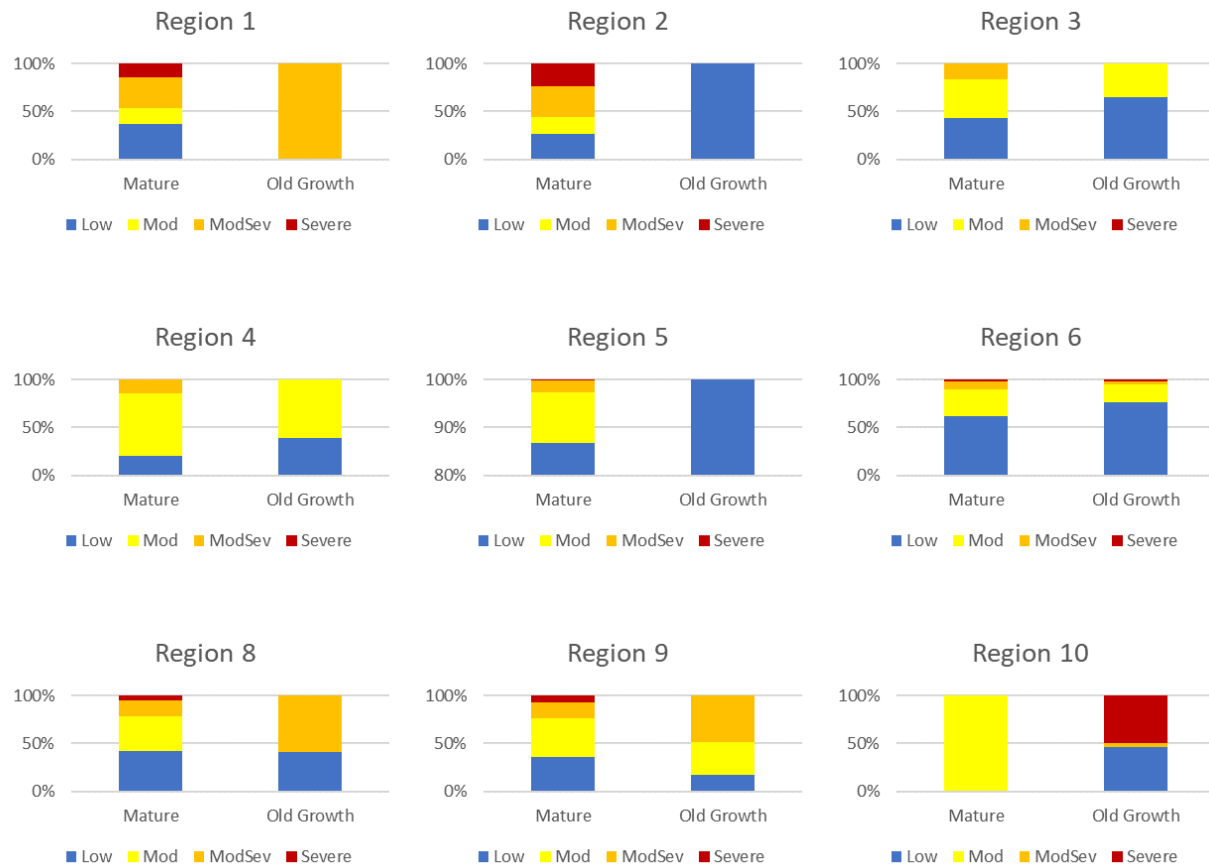 Region 1
100%
50%
0%
Mature Old Growth
Low Mod ModSev Severe
Region 2
100%
50%
0%
Mature Old Growth
Low Mod ModSev Severe
Region 3
100%
50%
0%
Mature Old Growth
Low Mod ModSev Severe
Region 4
100%
50%
0%
Mature Old Growth
Low Mod ModSev Severe
Region 5
100%
90%
80%
Mature Old Growth
Low Mod ModSev Severe
Region 6
100%
50%
0%
Mature Old Growth
Low Mod ModSev Severe
Region 8
100%
50%
0%
Mature Old Growth
Low Mod ModSev Severe
Region 9
100%
50%
0%
Mature Old Growth
Low Mod ModSev Severe
Region 10
100%
50%
0%
Mature Old Growth
Low Mod ModSev Severe